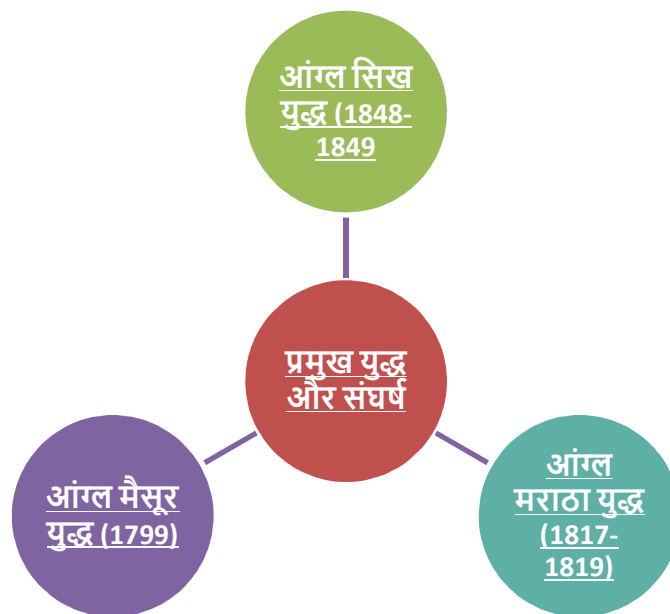 आंग्ल सिख
युद्ध (1848-
1849
प्रमुख युद्ध
और संघर्ष
आंग्ल
मराठा युद्ध
(1817-
1819)
आंग्ल मैसूर
युद्ध (1799)